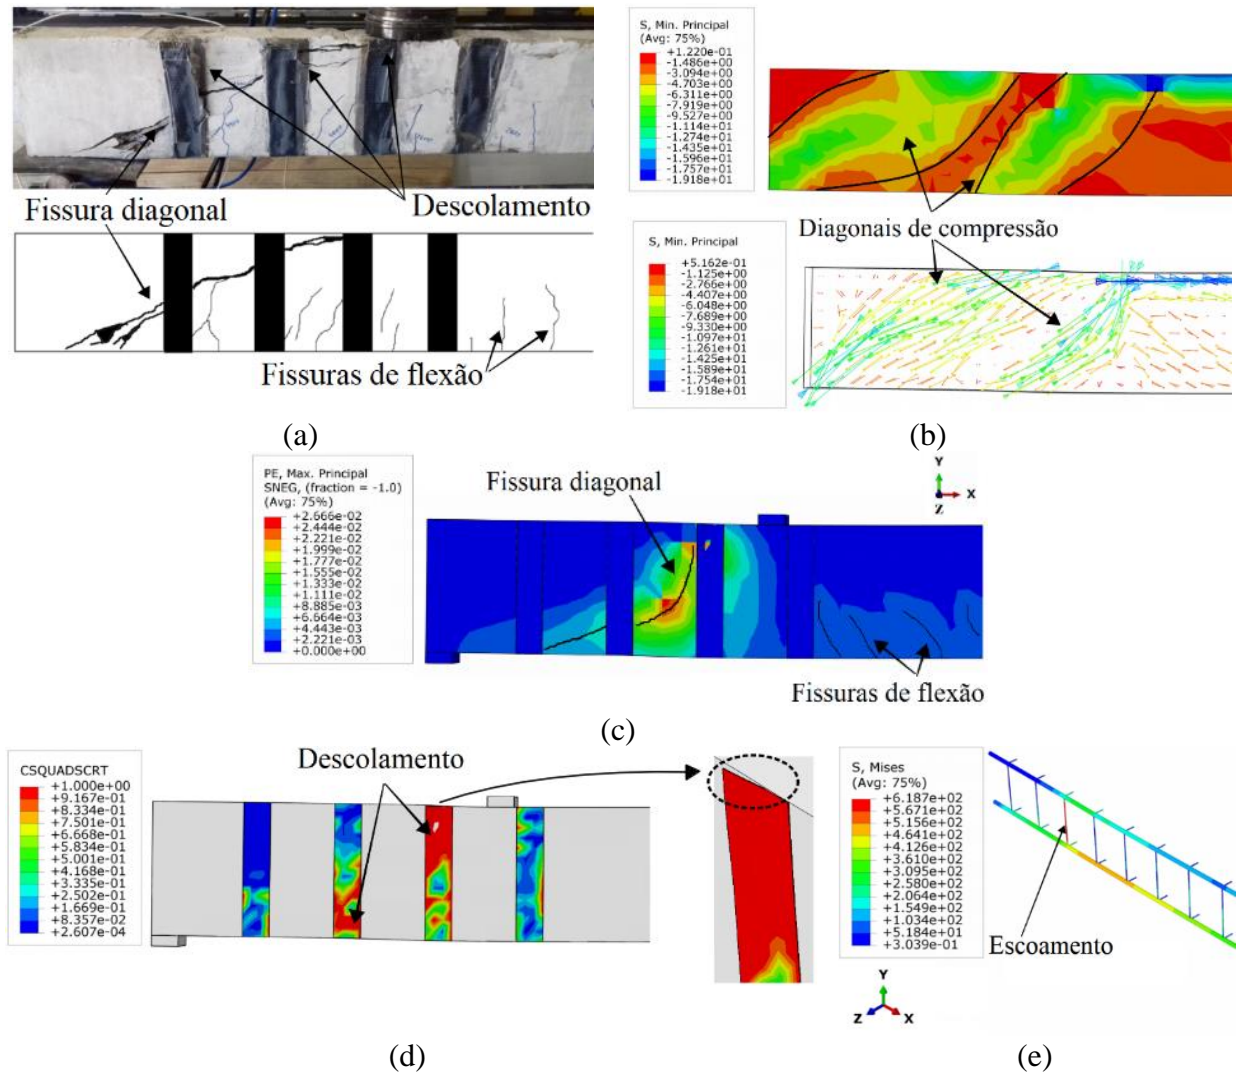 Fissura diagonal
Descolamento
Fissuras de flexão
(a)
S, Min. Principal
(Avg: 75%)
+1.220e-01
-1.486e+00
-3.094e+00
-4.703e+00
-6.311e+00
-7.919e+00
-9.527e+00
-1.114e+01
-1.274e+01
-1.435e+01
-1.596e+01
-1.757e+01
-1.918e+01
Diagonais de compressão
S, Min. Principal
+5.162e-01
-1.125e+00
-2.766e+00
-4.407e+00
-6.048e+00
-7.689e+00
-9.330e+00
-1.097e+01
-1.261e+01
-1.425e+01
-1.589e+01
-1.754e+01
-1.918e+01
(b)
PE, Max. Principal
SNEG, (fraction = -1.0)
(Avg: 75%)
+2.666e-02
+2.444e-02
+2.221e-02
+1.999e-02
+1.777e-02
+1.555e-02
+1.333e-02
+1.111e-02
+8.885e-03
+6.664e-03
+4.443e-03
+2.221e-03
+0.000e+00
Fissura diagonal
Y
X
Z
Fissuras de flexão
(c)
CSQUADSCRT
+1.000e+00
+9.167e-01
+8.334e-01
+7.501e-01
+6.668e-01
+5.834e-01
+5.001e-01
+4.168e-01
+3.335e-01
+2.502e-01
+1.669e-01
+8.357e-02
+2.607e-04
Descolamento
(d)
S, Mises
(Avg: 75%)
+6.187e+02
+5.671e+02
+5.156e+02
+4.641e+02
+4.126e+02
+3.610e+02
+3.095e+02
+2.580e+02
+2.064e+02
+1.549e+02
+1.034e+02
+5.184e+01
+3.039e-01
Escoamento
Y
Z
X
(e)